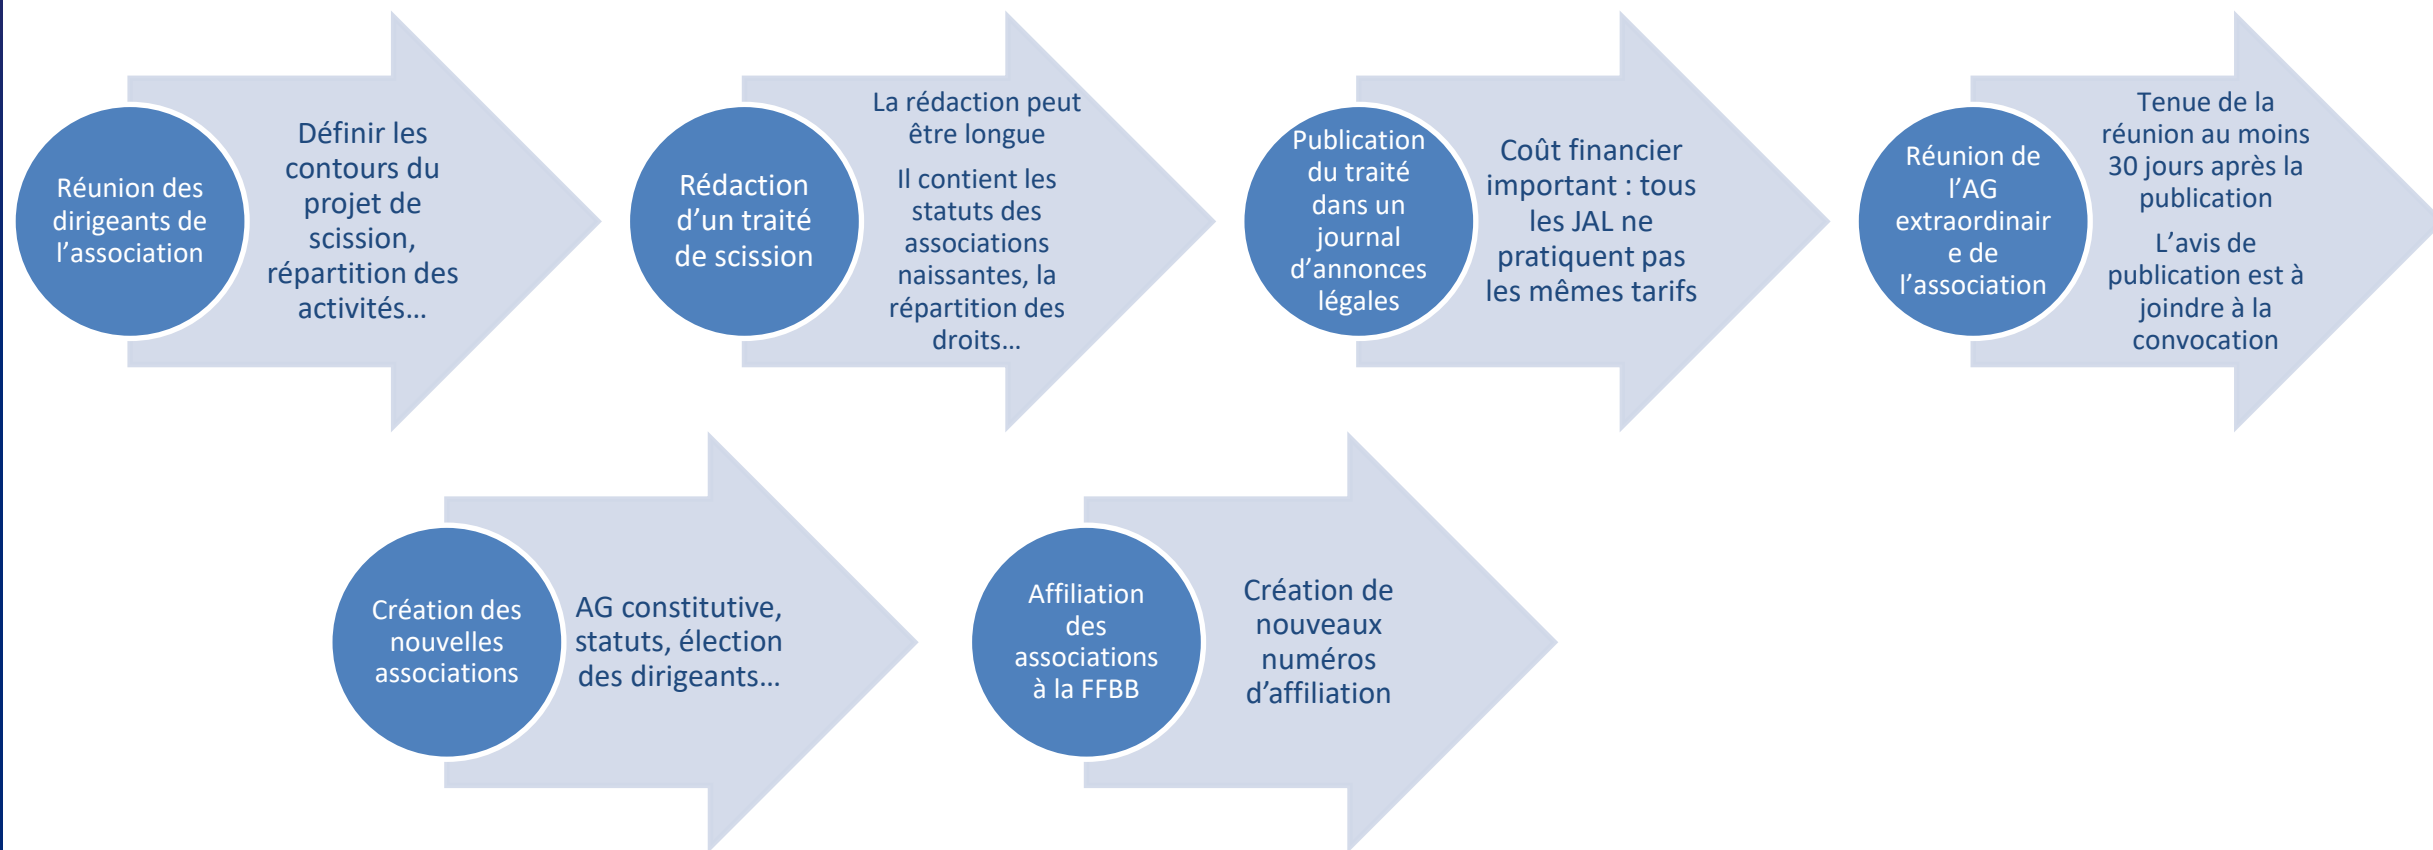 Réunion des
dirigeants de
l’association
Définir les
contours du
projet de
scission,
répartition des
activités…
Rédaction
d’un traité
de scission
La rédaction peut
être longue
Il contient les
statuts des
associations
naissantes, la
répartition des
droits…
Publication
du traité
dans un
journal
d’annonces
légales
Coût financier
important : tous
les JAL ne
pratiquent pas
les mêmes tarifs
Réunion de
l’AG
extraordinair
e de
l’association
Tenue de la
réunion au moins
30 jours après la
publication
L’avis de
publication est à
joindre à la
convocation
Création des
nouvelles
associations
AG constitutive,
statuts, élection
des dirigeants…
Affiliation
des
associations
à la FFBB
Création de
nouveaux
numéros
d’affiliation